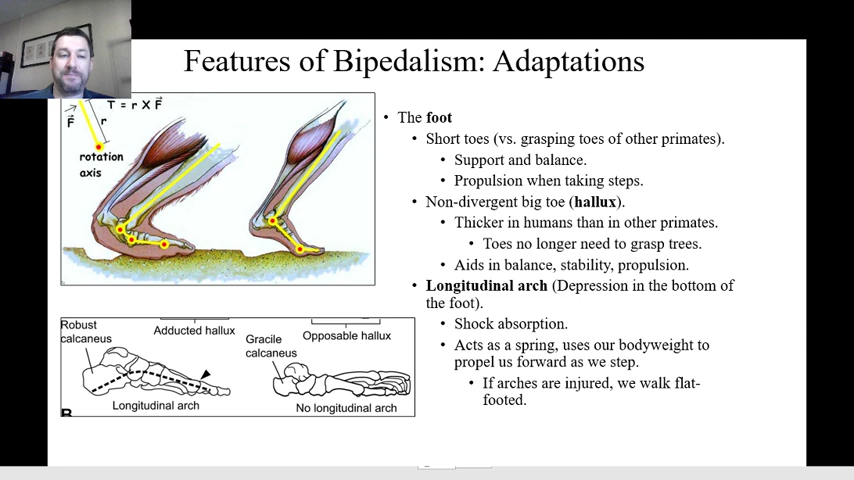 Features of Bipedalism: Adaptations
T = r X F
F
r
rotation
axis
Robust
calcaneus
Adducted hallux
Longitudinal arch
Gracile
calcaneus
Opposable hallux
No longitudinal arch
B
• The foot
• Short toes (vs. grasping toes of other primates).
• Support and balance.
• Propulsion when taking steps.
• Non-divergent big toe (hallux).
• Thicker in humans than in other primates.
• Toes no longer need to grasp trees.
• Aids in balance, stability, propulsion.
• Longitudinal arch (Depression in the bottom of
the foot).
• Shock absorption.
• Acts as a spring, uses our bodyweight to
propel us forward as we step.
• If arches are injured, we walk flat-
footed.